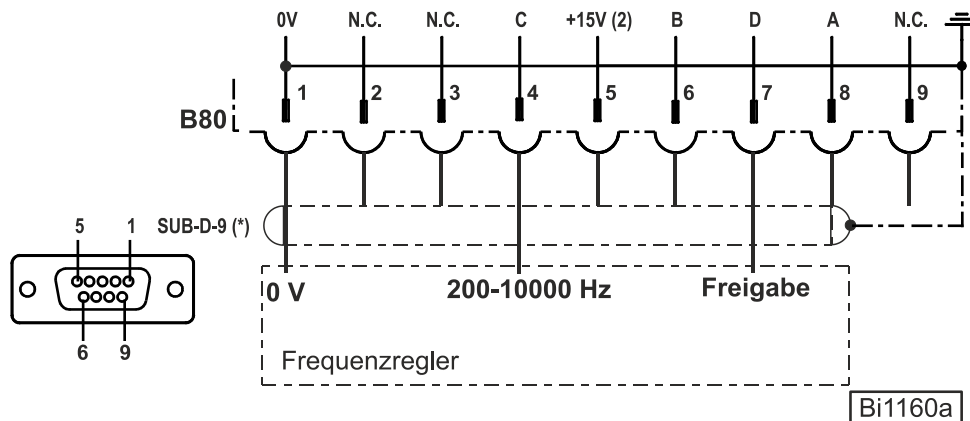 0V N.C. N.C. C +15V (2) B D A N.C.
1 2 3 4 5 6 7 8 9
B80
5 1 SUB-D-9 (*)
0 V 200-10000 Hz Freigabe
6 9
Frequenzregler
Bi1160a